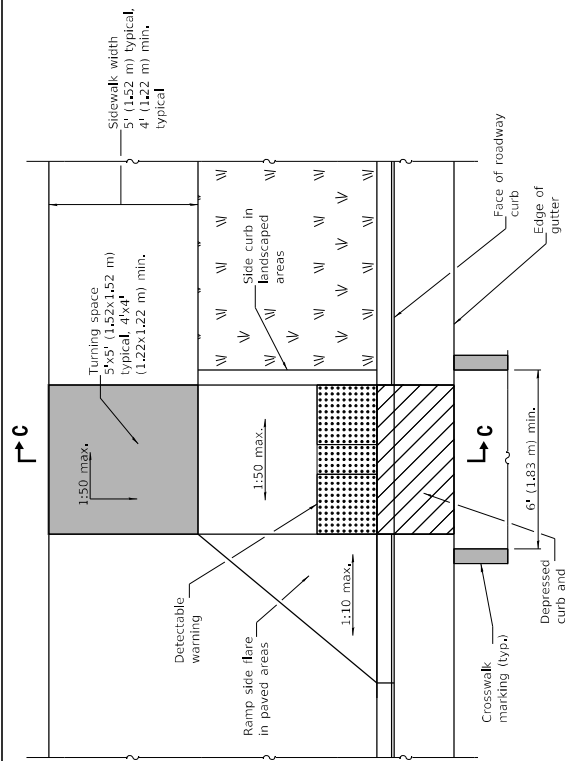 Sidewalk width
5' (1.52 m) typical,
4' (1.22 m) min.
typical
Turning space
5'x5' (1.52x1.52 m)
typical, 4'x4'
(1.22x1.22 m) min.
C
1:50 max.
Side curb in
landscaped
areas
Face of roadway
curb
Edge of
gutter
1:50 max.
C
6' (1.83 m) min.
Detectable
warning
Ramp side flare
in paved areas
1:10 max.
Depressed
curb and
Crosswalk
marking (typ.)